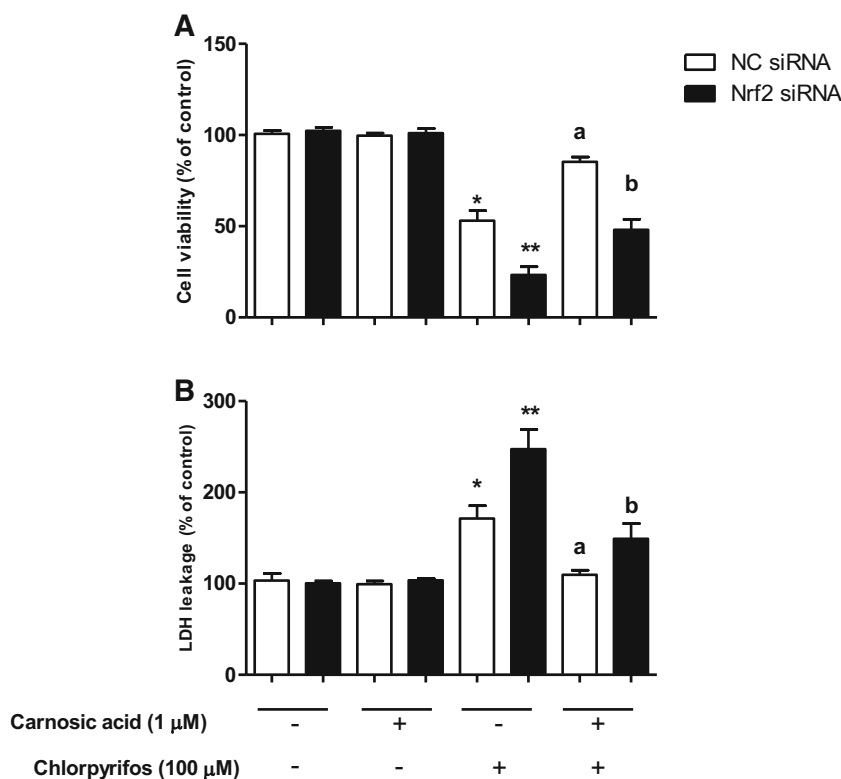 A
150
100
50
0
Cell viability (% of control)
NC siRNA
Nrf2 siRNA
*
**
a
b
B
300
200
100
0
LDH leakage (% of control)
*
**
a
b
Carnosic acid (1 μM) - + - +
Chlorpyrifos (100 μM) - - + +